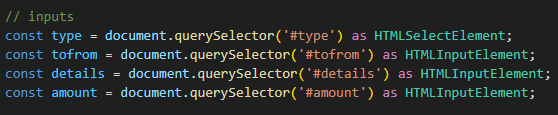 // inputs
const type = document.querySelector('#type') as HTMLSelectElement;
const tofrom = document.querySelector('#tofrom') as HTMLInputElement;
const details = document.querySelector('#details') as HTMLInputElement;
const amount = document.querySelector('#amount') as HTMLInputElement;